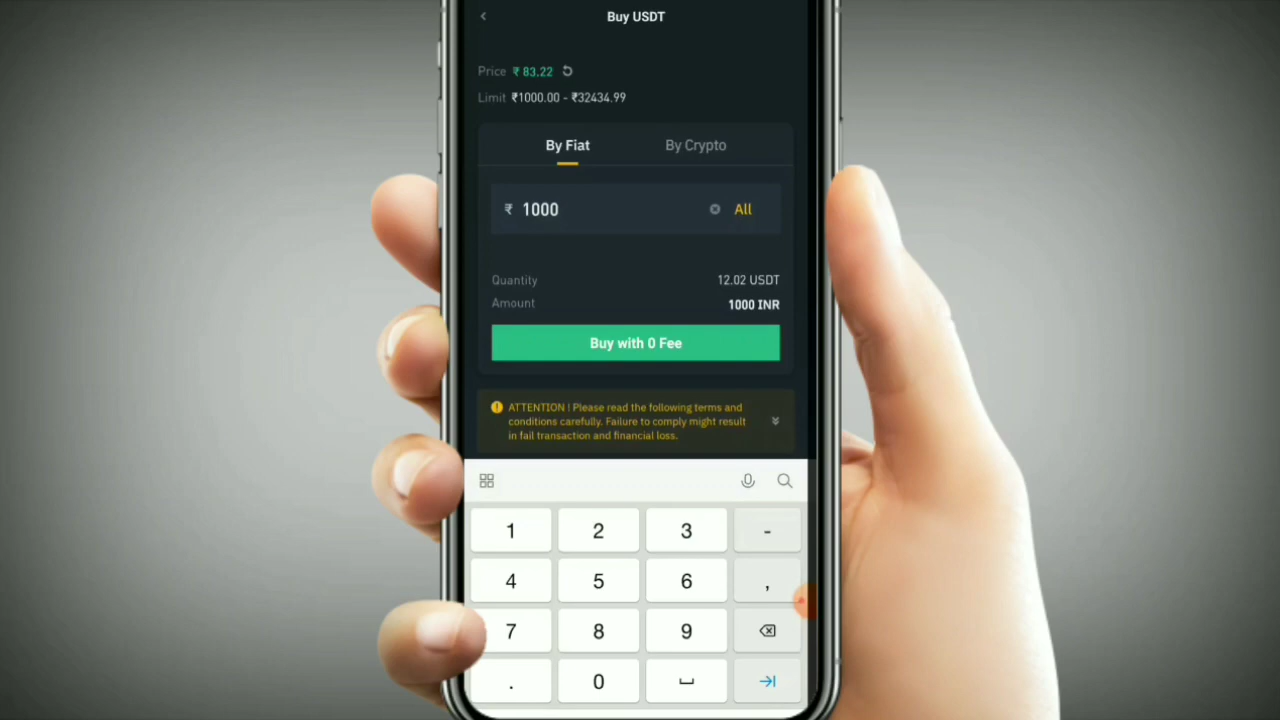 Buy USDT
Price ₹ 83.22
Limit ₹1000.00 - ₹32434.99
By Fiat By Crypto
₹ 1000 All
Quantity 12.02 USDT
Amount 1000 INR
Buy with 0 Fee
ATTENTION ! Please read the following terms and
conditions carefully. Failure to comply might result
in fail transaction and financial loss.
1 2 3 -
4 5 6 ,
7 8 9
. 0